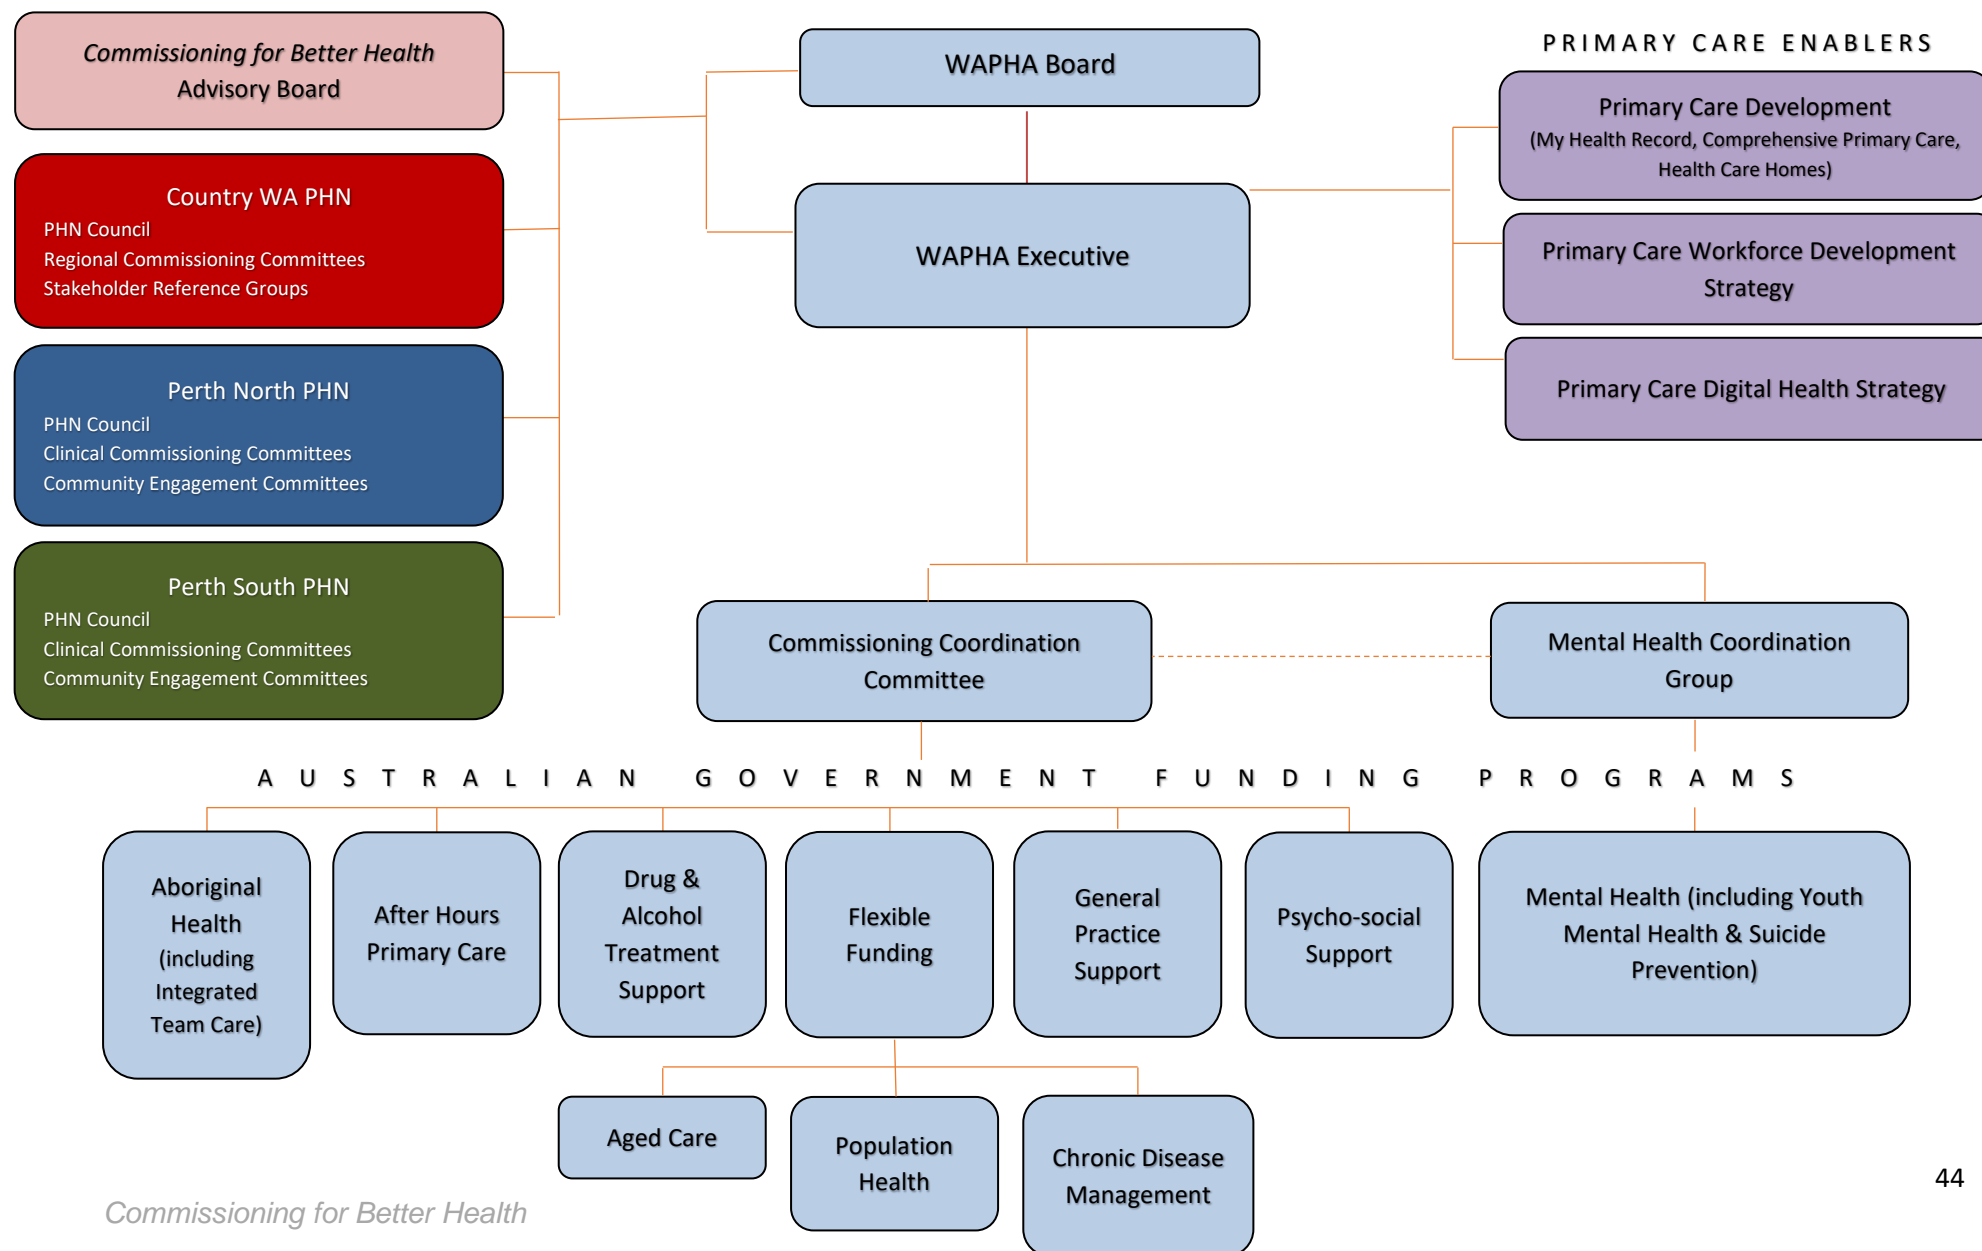 Commissioning for Better Health
Advisory Board
Country WA PHN
PHN Council
Regional Commissioning Committees
Stakeholder Reference Groups
Perth North PHN
PHN Council
Clinical Commissioning Committees
Community Engagement Committees
Perth South PHN
PHN Council
Clinical Commissioning Committees
Community Engagement Committees
WAPHA Board
WAPHA Executive
PRIMARY CARE ENABLERS
Primary Care Development
(My Health Record, Comprehensive Primary Care,
Health Care Homes)
Primary Care Workforce Development
Strategy
Primary Care Digital Health Strategy
Commissioning Coordination
Committee
Mental Health Coordination
Group
AUSTRALIAN GOVERNMENT FUNDING PROGRAMS
Aboriginal
Health
(including
Integrated
Team Care)
After Hours
Primary Care
Drug &
Alcohol
Treatment
Support
Flexible
Funding
General
Practice
Support
Psycho-social
Support
Mental Health (including Youth
Mental Health & Suicide
Prevention)
Aged Care
Population
Health
Chronic Disease
Management
Commissioning for Better Health
44